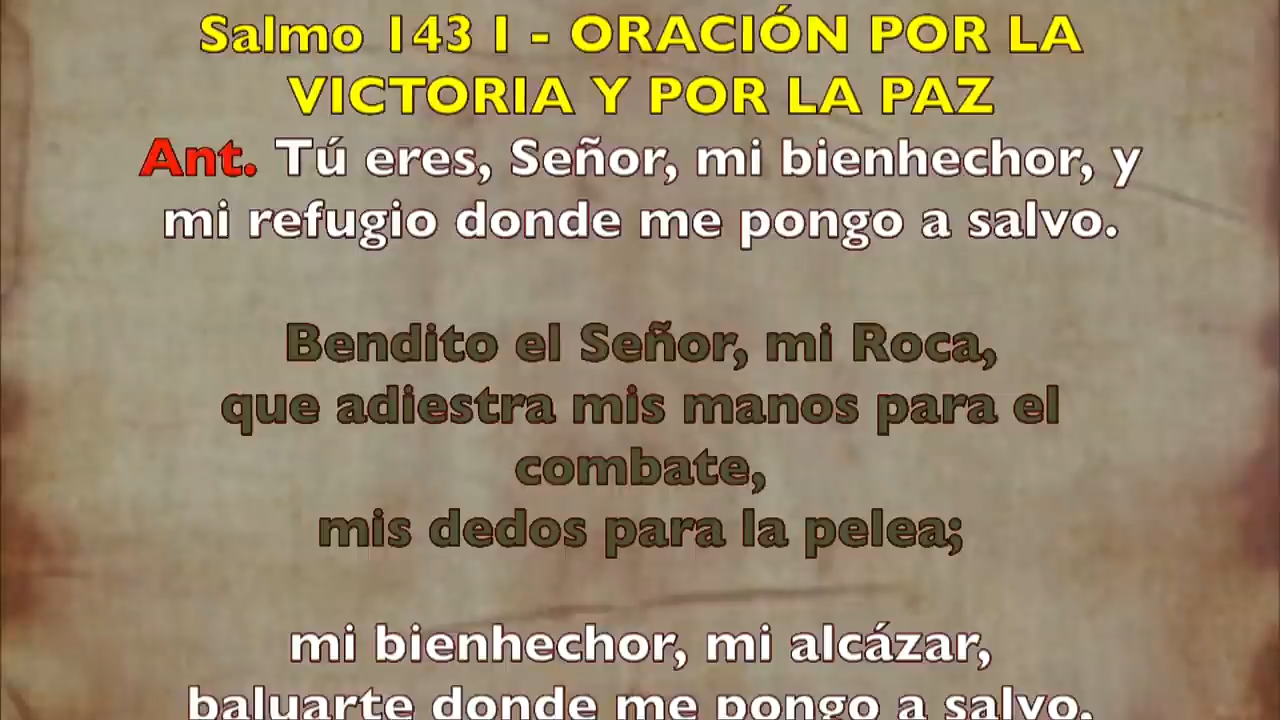 Salmo 143 I - ORACIÓN POR LA
VICTORIA Y POR LA PAZ
Ant. Tú eres, Señor, mi bienhechor, y
mi refugio donde me pongo a salvo.
Bendito el Señor, mi Roca,
que adiestra mis manos para el
combate,
mis dedos para la pelea;
mi bienhechor, mi alcázar,
baluarte donde me pongo a salvo,